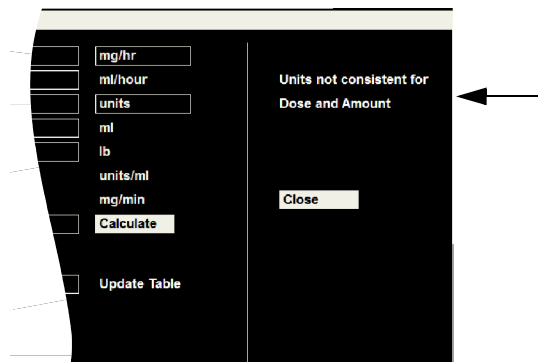 mg/hr
ml/hour
units
ml
lb
units/ml
mg/min
Calculate
Update Table
Units not consistent for
Dose and Amount
Close